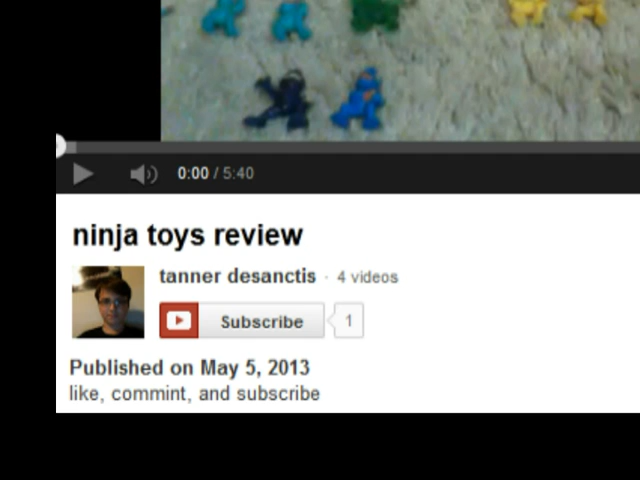 0:00 / 5:40
ninja toys review
tanner desanctis · 4 videos
Subscribe 1
Published on May 5, 2013
like, commint, and subscribe